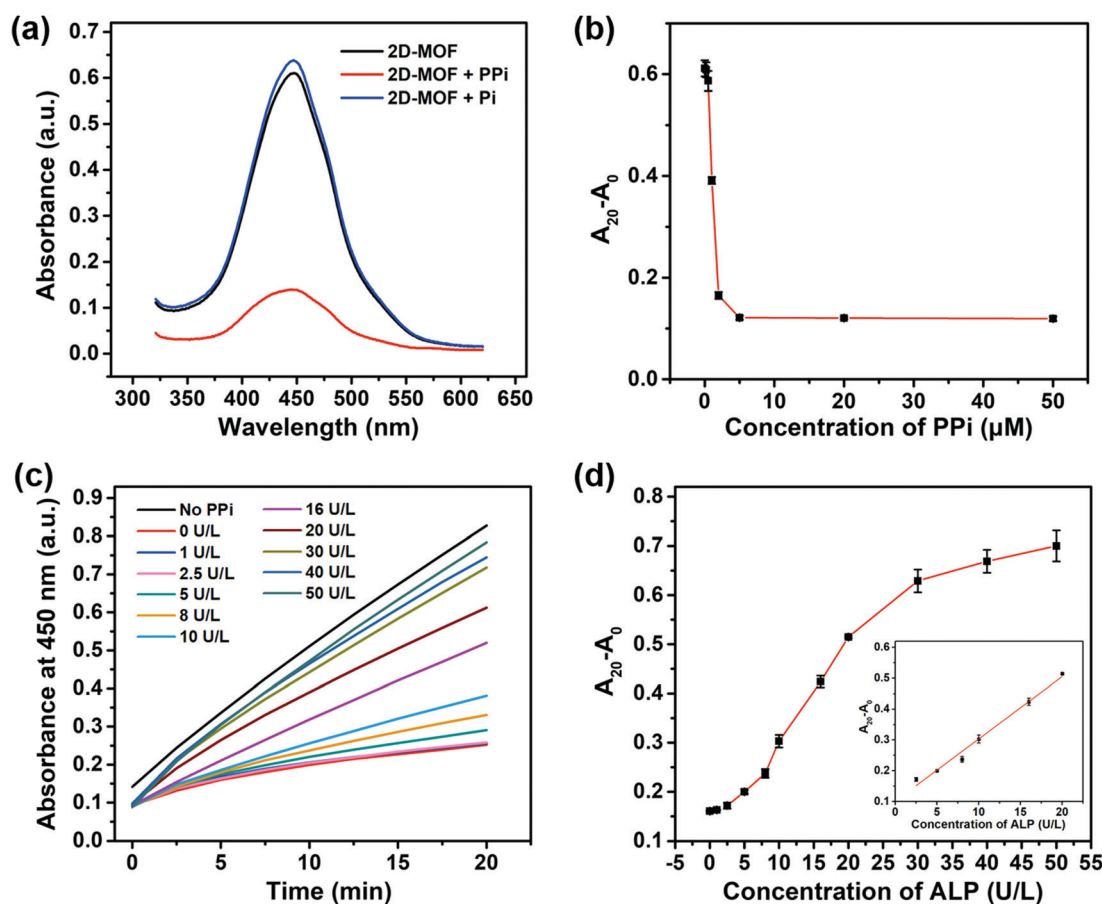 (a)
0.7
0.6
0.5
0.4
0.3
0.2
0.1
0.0
Absorbance (a.u.)
2D-MOF
2D-MOF + PPi
2D-MOF + Pi
300 350 400 450 500 550 600 650
Wavelength (nm)
(b)
0.6
0.4
0.2
0.0
A20-A0
0 10 20 30 40 50
Concentration of PPi (µM)
(c)
0.9
0.8
0.7
0.6
0.5
0.4
0.3
0.2
0.1
0.0
Absorbance at 450 nm (a.u.)
No PPi
0 U/L
1 U/L
2.5 U/L
5 U/L
8 U/L
10 U/L
16 U/L
20 U/L
30 U/L
40 U/L
50 U/L
0 5 10 15 20
Time (min)
(d)
0.8
0.7
0.6
0.5
0.4
0.3
0.2
0.1
A20-A0
0.6
0.5
0.4
0.3
0.2
0.1
A20-A0
0 5 10 15 20
Concentration of ALP (U/L)
-5 0 5 10 15 20 25 30 35 40 45 50 55
Concentration of ALP (U/L)